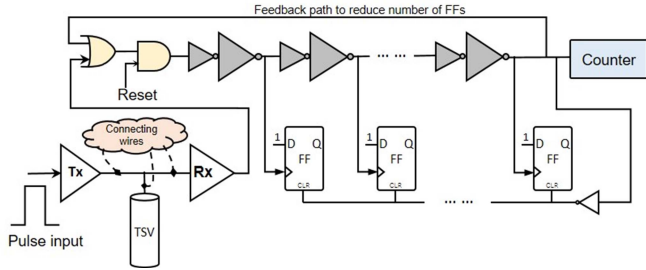 Feedback path to reduce number of FFs
Counter
Reset
Connecting
wires
1
D Q
FF
CLR
1
D Q
FF
CLR
1
D Q
FF
CLR
... ...
... ...
Tx
Rx
TSV
Pulse input